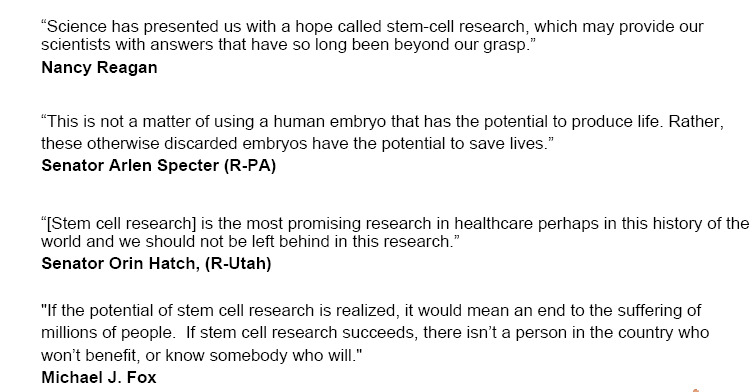 “Science has presented us with a hope called stem-cell research, which may provide our
scientists with answers that have so long been beyond our grasp.”
Nancy Reagan
“This is not a matter of using a human embryo that has the potential to produce life. Rather,
these otherwise discarded embryos have the potential to save lives.”
Senator Arlen Specter (R-PA)
“[Stem cell research] is the most promising research in healthcare perhaps in this history of the
world and we should not be left behind in this research.”
Senator Orin Hatch, (R-Utah)
"If the potential of stem cell research is realized, it would mean an end to the suffering of
millions of people.  If stem cell research succeeds, there isn’t a person in the country who
won’t benefit, or know somebody who will."
Michael J. Fox